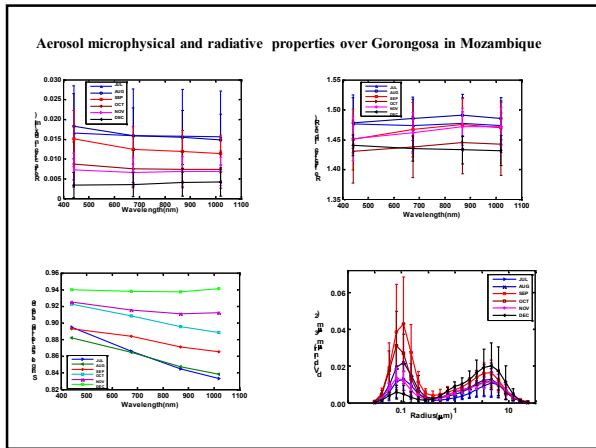 Aerosol microphysical and radiative properties over Gorongosa in Mozambique
0.030
0.025
0.020
0.015
0.010
0.005
0.000
JUL
AUG
SEP
OCT
NOV
DEC
400 500 600 700 800 900 1000 1100
Wavelength(nm)
1.55
1.50
1.45
1.40
1.35
JUL
AUG
SEP
OCT
NOV
DEC
400 500 600 700 800 900 1000 1100
Wavelength(nm)
0.96
0.94
0.92
0.90
0.88
0.86
0.84
0.82
JUL
AUG
SEP
OCT
NOV
DEC
400 500 600 700 800 900 1000 1100
Wavelength(nm)
0.06
0.04
0.02
0.00
JUL
AUG
SEP
OCT
NOV
DEC
0.1 1 10
Radius(μm)